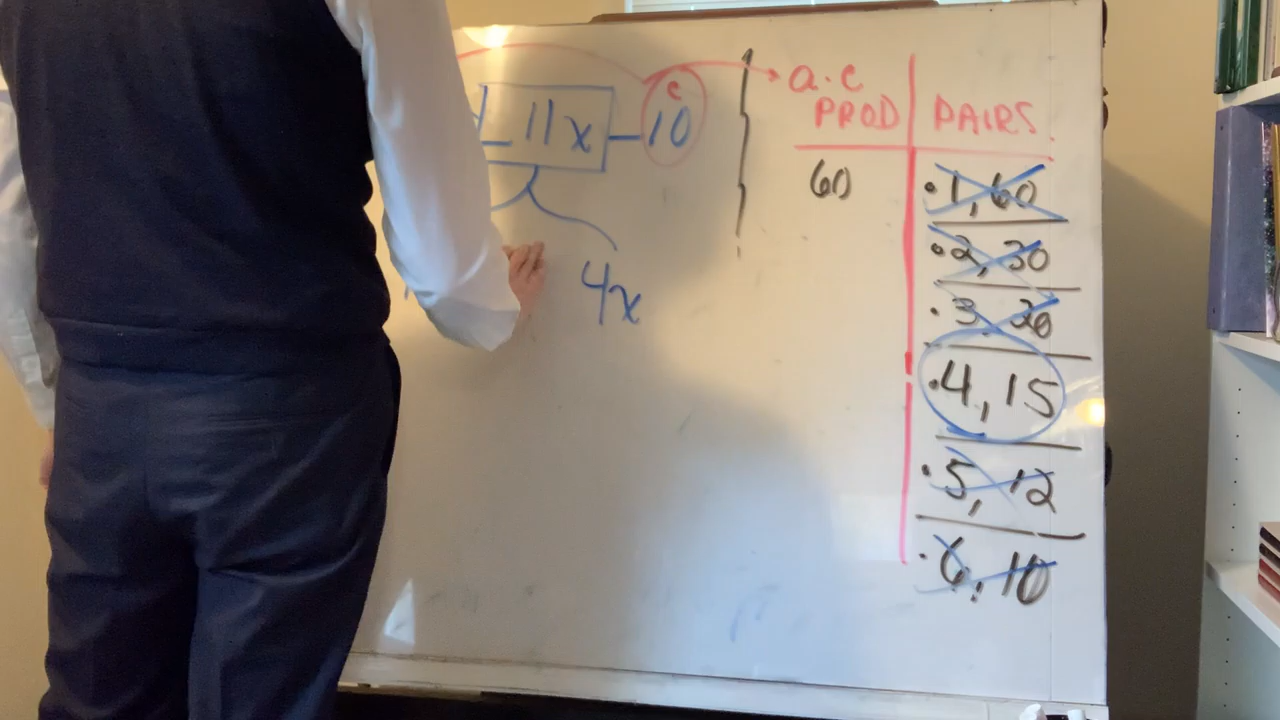 c
11x - 10
4x
a.c
PROD
PAIRS
60
.1, 60
.2, 30
.3, 20
.4, 15
.5, 12
.6, 10